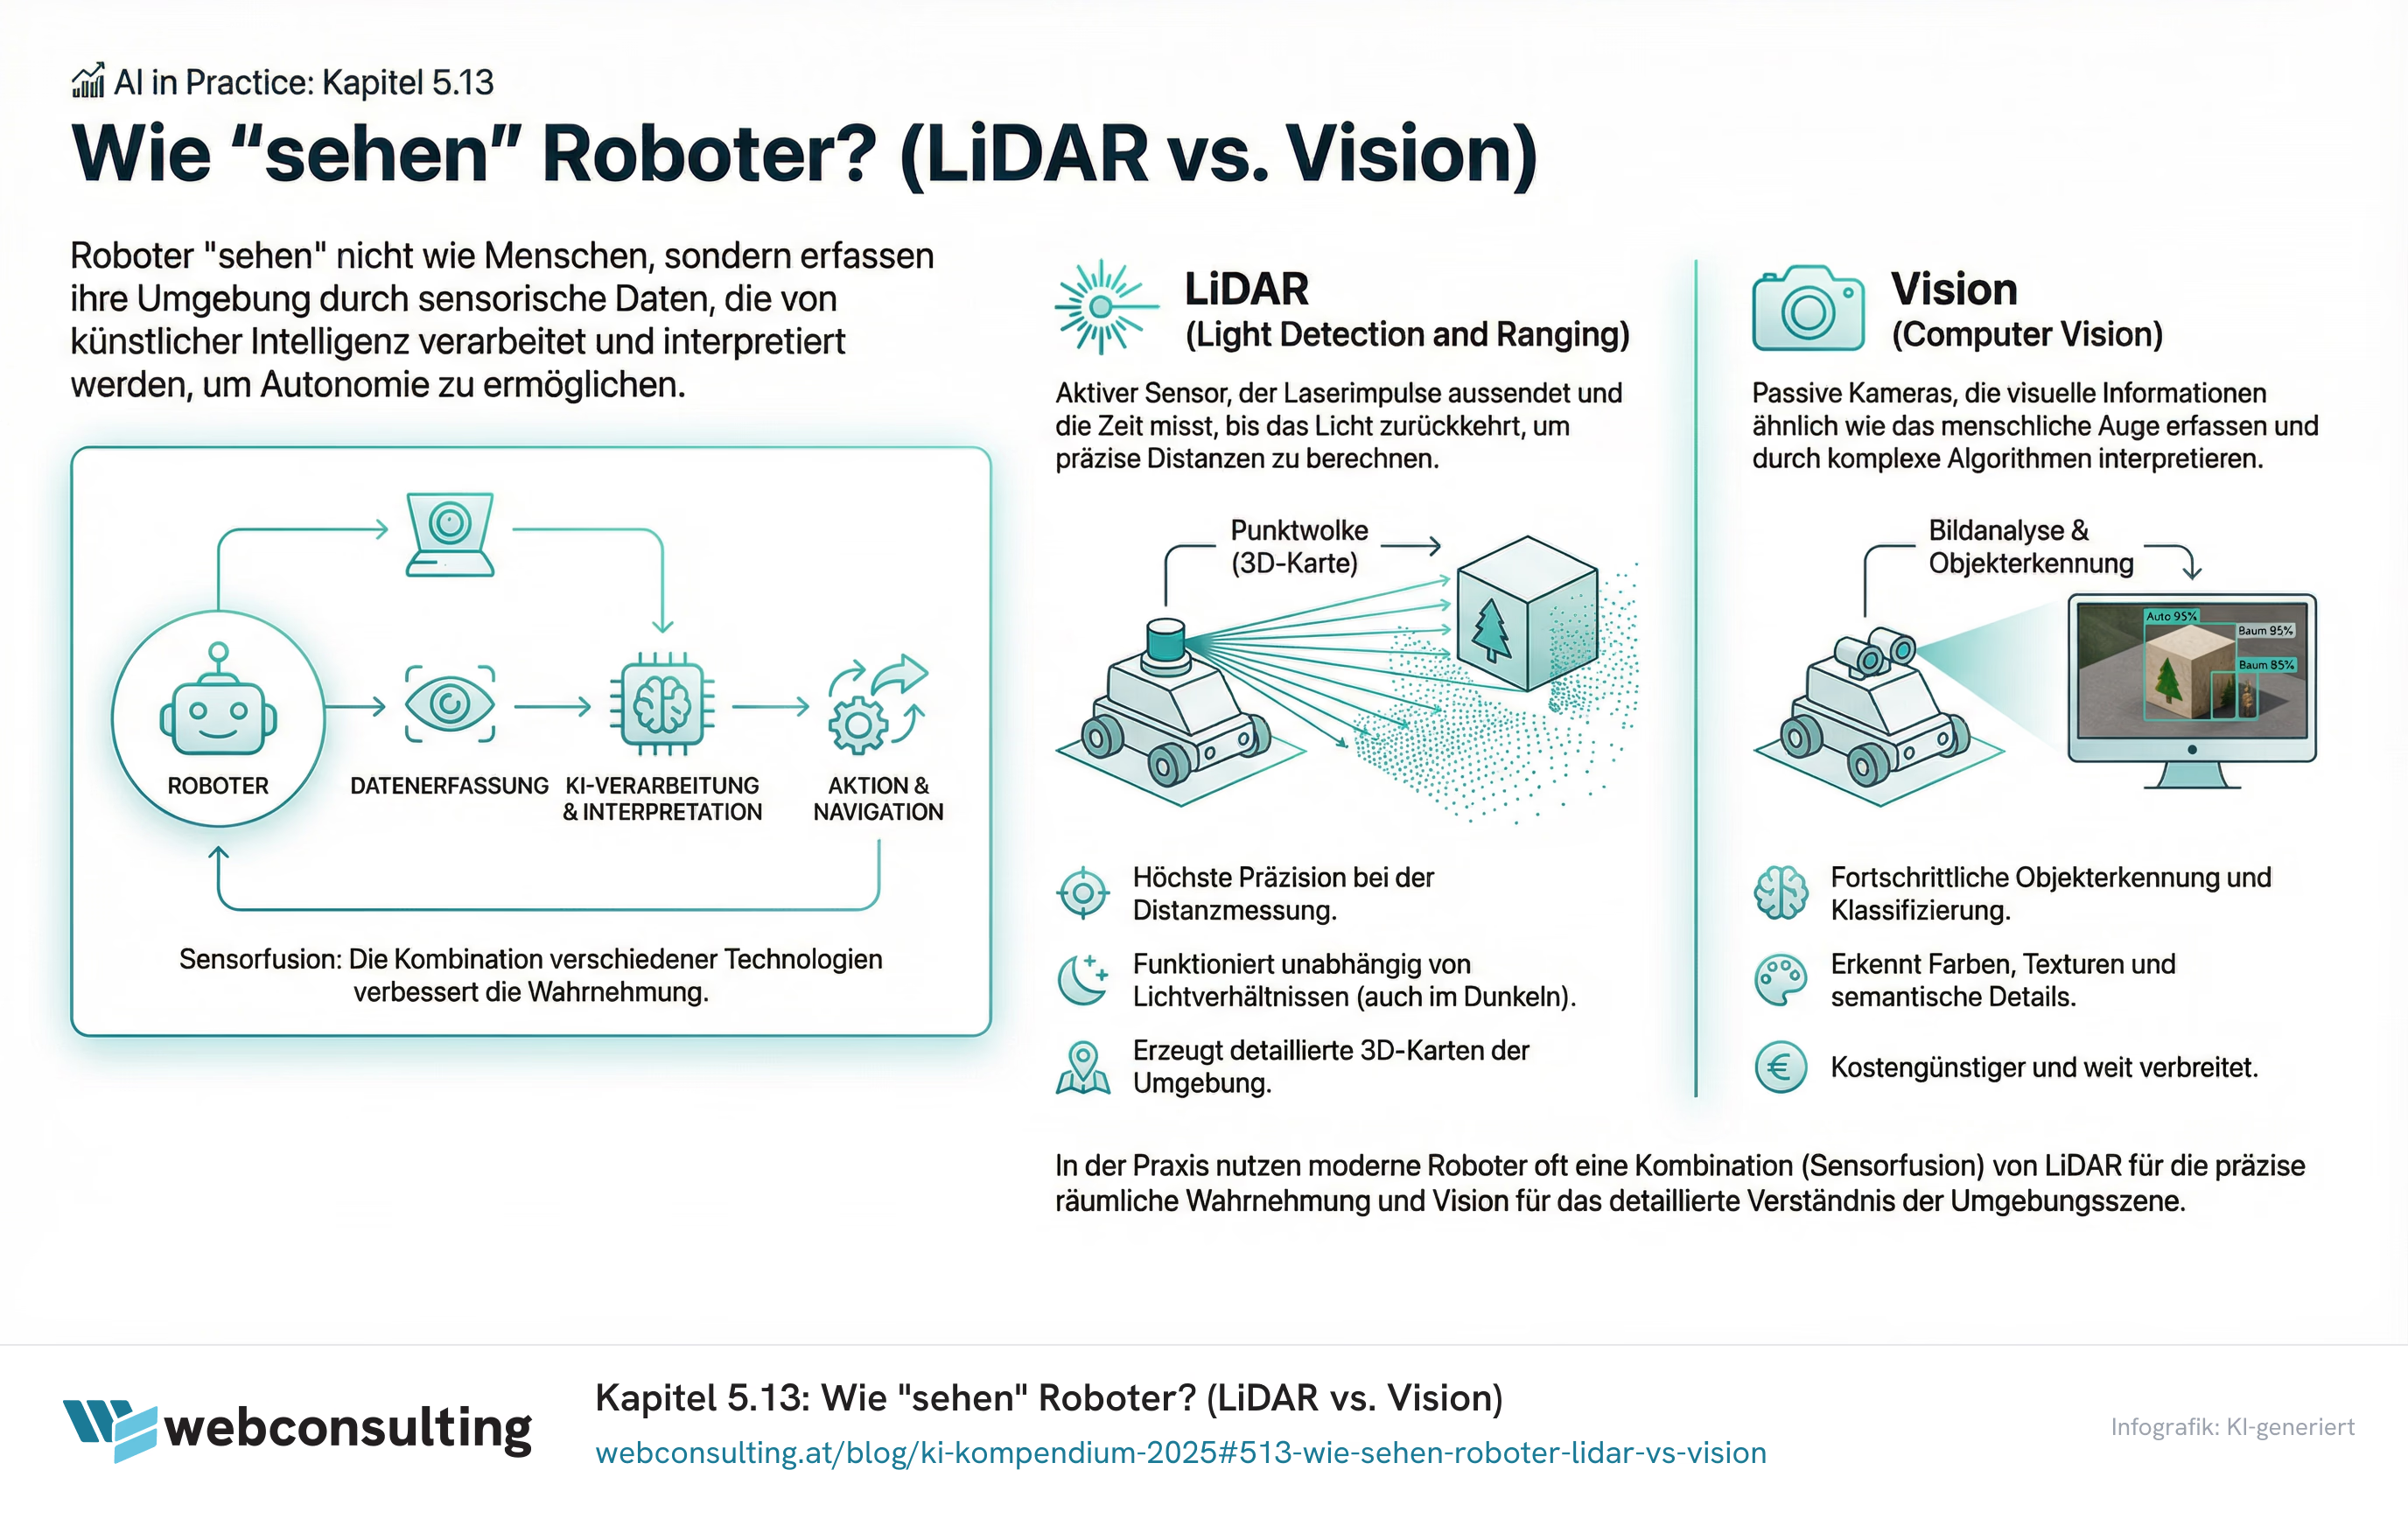 AI in Practice: Kapitel 5.13
Wie “sehen” Roboter? (LiDAR vs. Vision)
Roboter "sehen" nicht wie Menschen, sondern erfassen
ihre Umgebung durch sensorische Daten, die von
künstlicher Intelligenz verarbeitet und interpretiert
werden, um Autonomie zu ermöglichen.
ROBOTER
DATENERFASSUNG
KI-VERARBEITUNG
& INTERPRETATION
AKTION &
NAVIGATION
Sensorfusion: Die Kombination verschiedener Technologien
verbessert die Wahrnehmung.
LiDAR
(Light Detection and Ranging)
Aktiver Sensor, der Laserimpulse aussendet und
die Zeit misst, bis das Licht zurückkehrt, um
präzise Distanzen zu berechnen.
Punktwolke
(3D-Karte)
Höchste Präzision bei der
Distanzmessung.
Funktioniert unabhängig von
Lichtverhältnissen (auch im Dunkeln).
Erzeugt detaillierte 3D-Karten der
Umgebung.
Vision
(Computer Vision)
Passive Kameras, die visuelle Informationen
ähnlich wie das menschliche Auge erfassen und
durch komplexe Algorithmen interpretieren.
Bildanalyse &
Objekterkennung
Auto 95%
Baum 95%
Baum 85%
Fortschrittliche Objekterkennung und
Klassifizierung.
Erkennt Farben, Texturen und
semantische Details.
€
Kostengünstiger und weit verbreitet.
In der Praxis nutzen moderne Roboter oft eine Kombination (Sensorfusion) von LiDAR für die präzise
räumliche Wahrnehmung und Vision für das detaillierte Verständnis der Umgebungsszene.
webconsulting
Kapitel 5.13: Wie "sehen" Roboter? (LiDAR vs. Vision)
webconsulting.at/blog/ki-kompendium-2025#513-wie-sehen-roboter-lidar-vs-vision
Infografik: KI-generiert